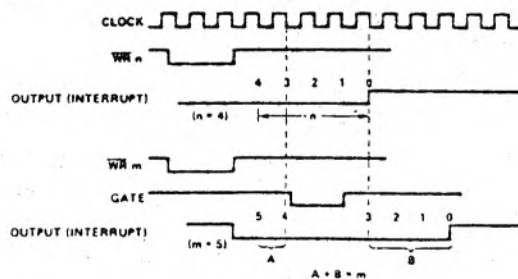 CLOCK
WR n
4 3 2 1 0
OUTPUT (INTERRUPT)
(n = 4) n
WR m
GATE
5 4 3 2 1 0
OUTPUT (INTERRUPT)
(m = 5)
A B
A + B = m